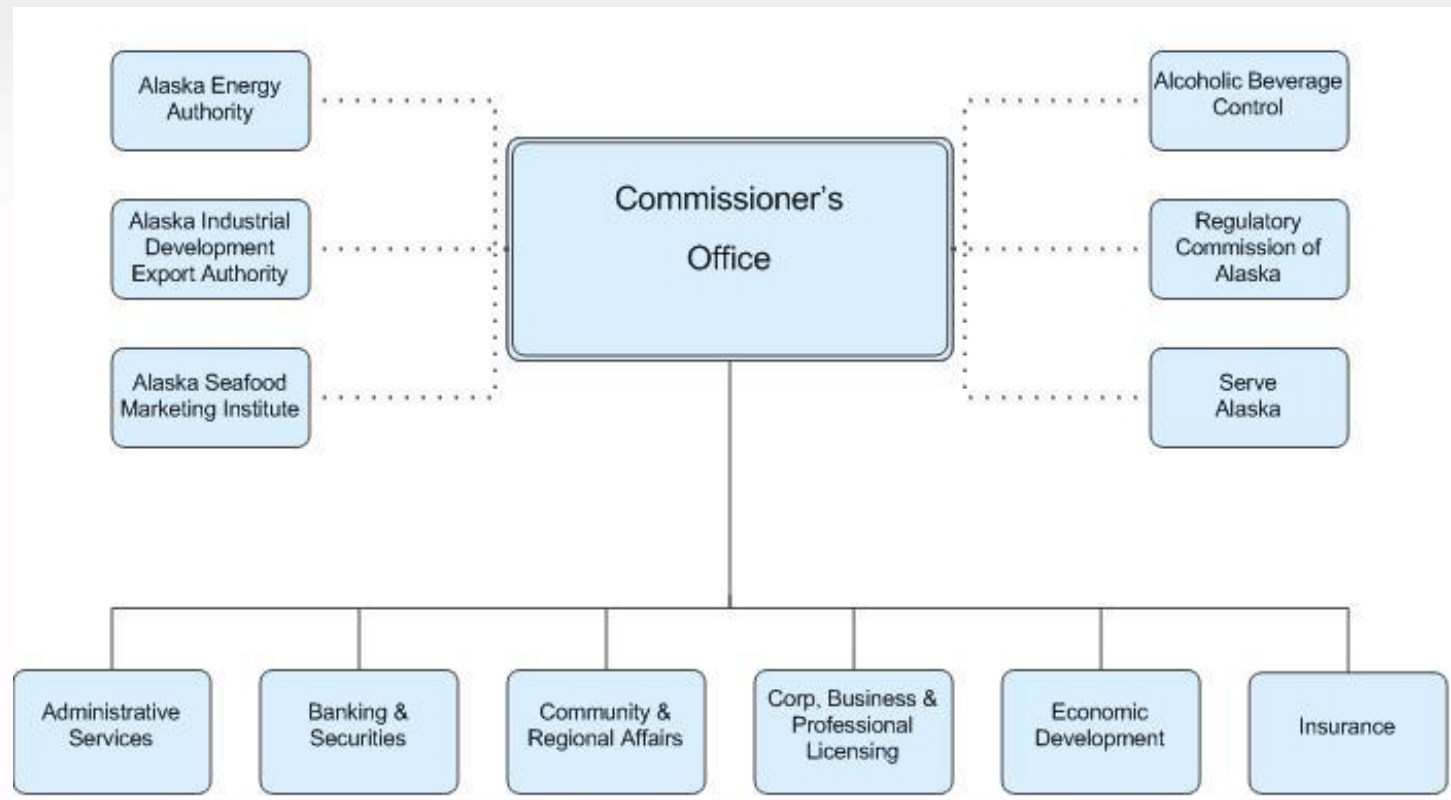 Alaska Energy
Authority
Alaska Industrial
Development
Export Authority
Alaska Seafood
Marketing Institute
Commissioner's
Office
Alcoholic Beverage
Control
Regulatory
Commission of
Alaska
Serve
Alaska
Administrative
Services
Banking &
Securities
Community &
Regional Affairs
Corp, Business &
Professional
Licensing
Economic
Development
Insurance